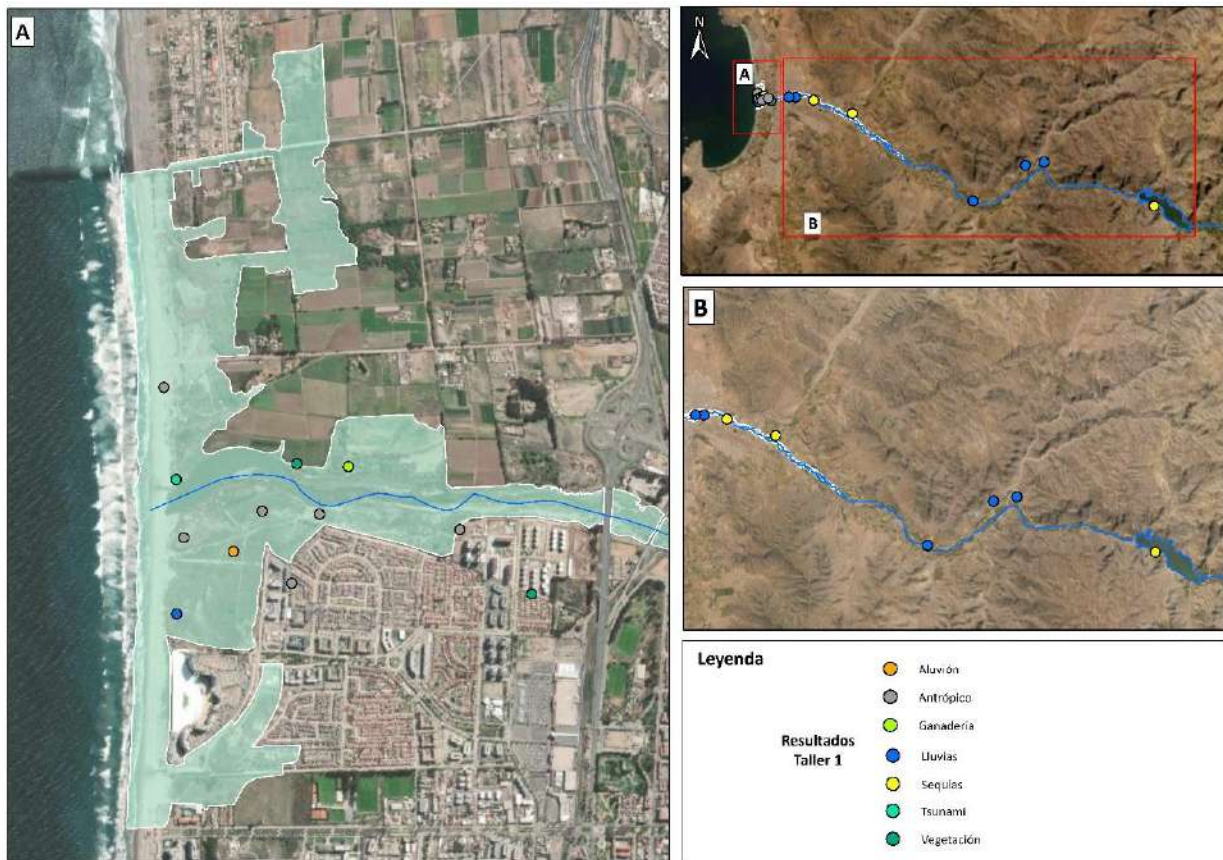 A
N
A
B
B
Leyenda
Resultados
Taller 1
Aluvión
Antrópico
Ganadería
Lluvias
Sequías
Tsunami
Vegetación